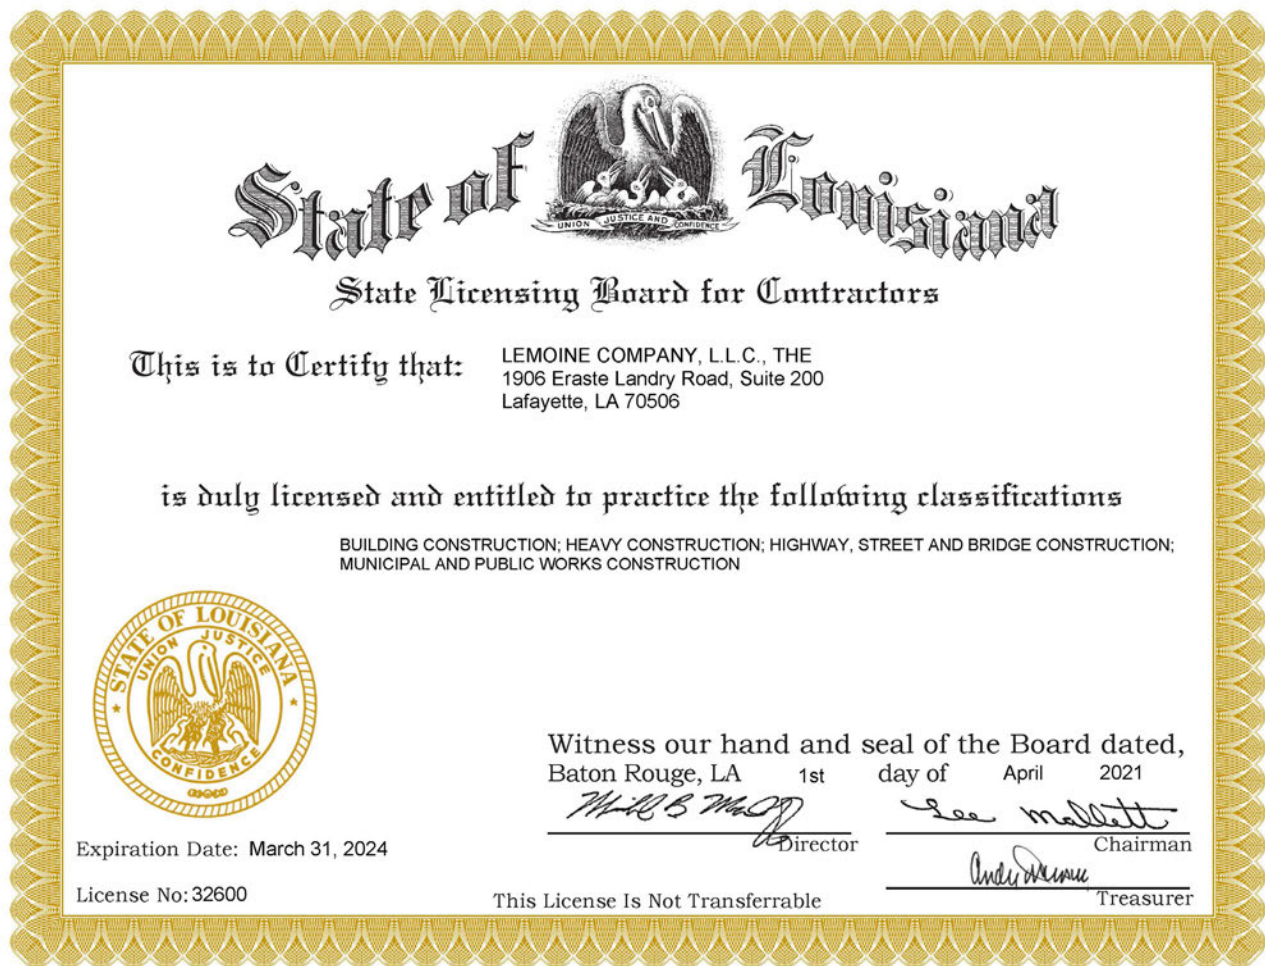 State of Louisiana
UNION JUSTICE AND CONFIDENCE
State Licensing Board for Contractors
This is to Certify that:
LEMOINE COMPANY, L.L.C., THE
1906 Eraste Landry Road, Suite 200
Lafayette, LA 70506
is duly licensed and entitled to practice the following classifications
BUILDING CONSTRUCTION; HEAVY CONSTRUCTION; HIGHWAY, STREET AND BRIDGE CONSTRUCTION;
MUNICIPAL AND PUBLIC WORKS CONSTRUCTION
STATE OF LOUISIANA
UNION JUSTICE
CONFIDENCE
Witness our hand and seal of the Board dated,
Baton Rouge, LA 1st day of April 2021
Lee Mallett
Director
Chairman
Expiration Date: March 31, 2024
Andy
License No: 32600
This License Is Not Transferrable
Treasurer